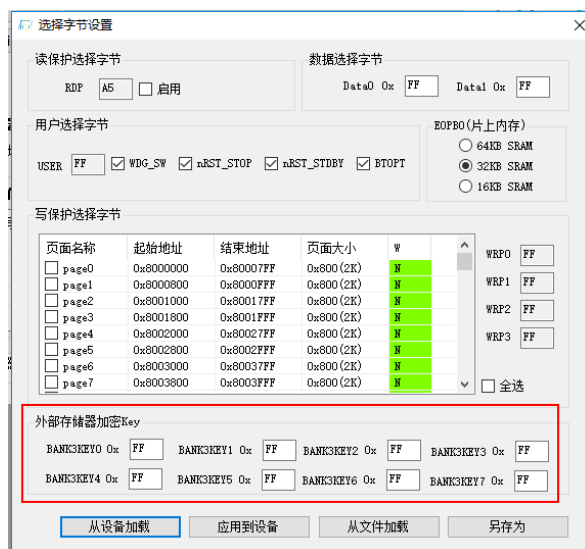 选择字节设置
读保护选择字节
RDP A5 启用
数据选择字节
Data0 0x FF Data1 0x FF
用户选择字节
USER FF WDG_SW nRST_STOP nRST_STDBY BTOPT
EOPB0(片上内存)
64KB SRAM
32KB SRAM
16KB SRAM
写保护选择字节
页面名称 起始地址 结束地址 页面大小 W
page0 0x8000000 0x80007FF 0x800(2K) N
page1 0x8000800 0x8000FFF 0x800(2K) N
page2 0x8001000 0x80017FF 0x800(2K) N
page3 0x8001800 0x8001FFF 0x800(2K) N
page4 0x8002000 0x80027FF 0x800(2K) N
page5 0x8002800 0x8002FFF 0x800(2K) N
page6 0x8003000 0x80037FF 0x800(2K) N
page7 0x8003800 0x8003FFF 0x800(2K) N
WRP0 FF
WRP1 FF
WRP2 FF
WRP3 FF
全选
外部存储器加密Key
BANK3KEY0 0x FF BANK3KEY1 0x FF BANK3KEY2 0x FF BANK3KEY3 0x FF
BANK3KEY4 0x FF BANK3KEY5 0x FF BANK3KEY6 0x FF BANK3KEY7 0x FF
从设备加载 应用到设备 从文件加载 另存为